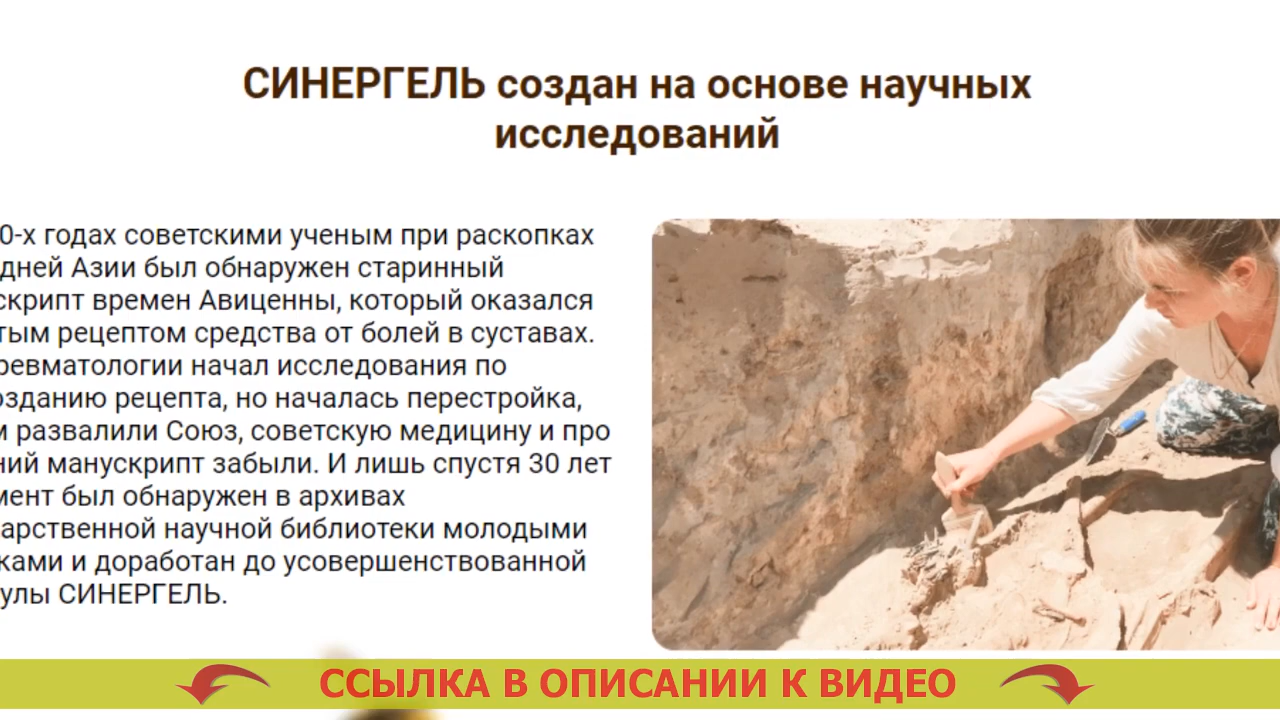 СИНЕРГЕЛЬ создан на основе научных
исследований
0-х годах советскими ученым при раскопках
дней Азии был обнаружен старинный
скрипт времен Авиценны, который оказался
тым рецептом средства от болей в суставах.
ревматологии начал исследования по
зданию рецепта, но началась перестройка,
м развалили Союз, советскую медицину и про
ний манускрипт забыли. И лишь спустя 30 лет
мент был обнаружен в архивах
арственной научной библиотеки молодыми
ками и доработан до усовершенствованной
улы СИНЕРГЕЛЬ.
ССЫЛКА В ОПИСАНИИ К ВИДЕО